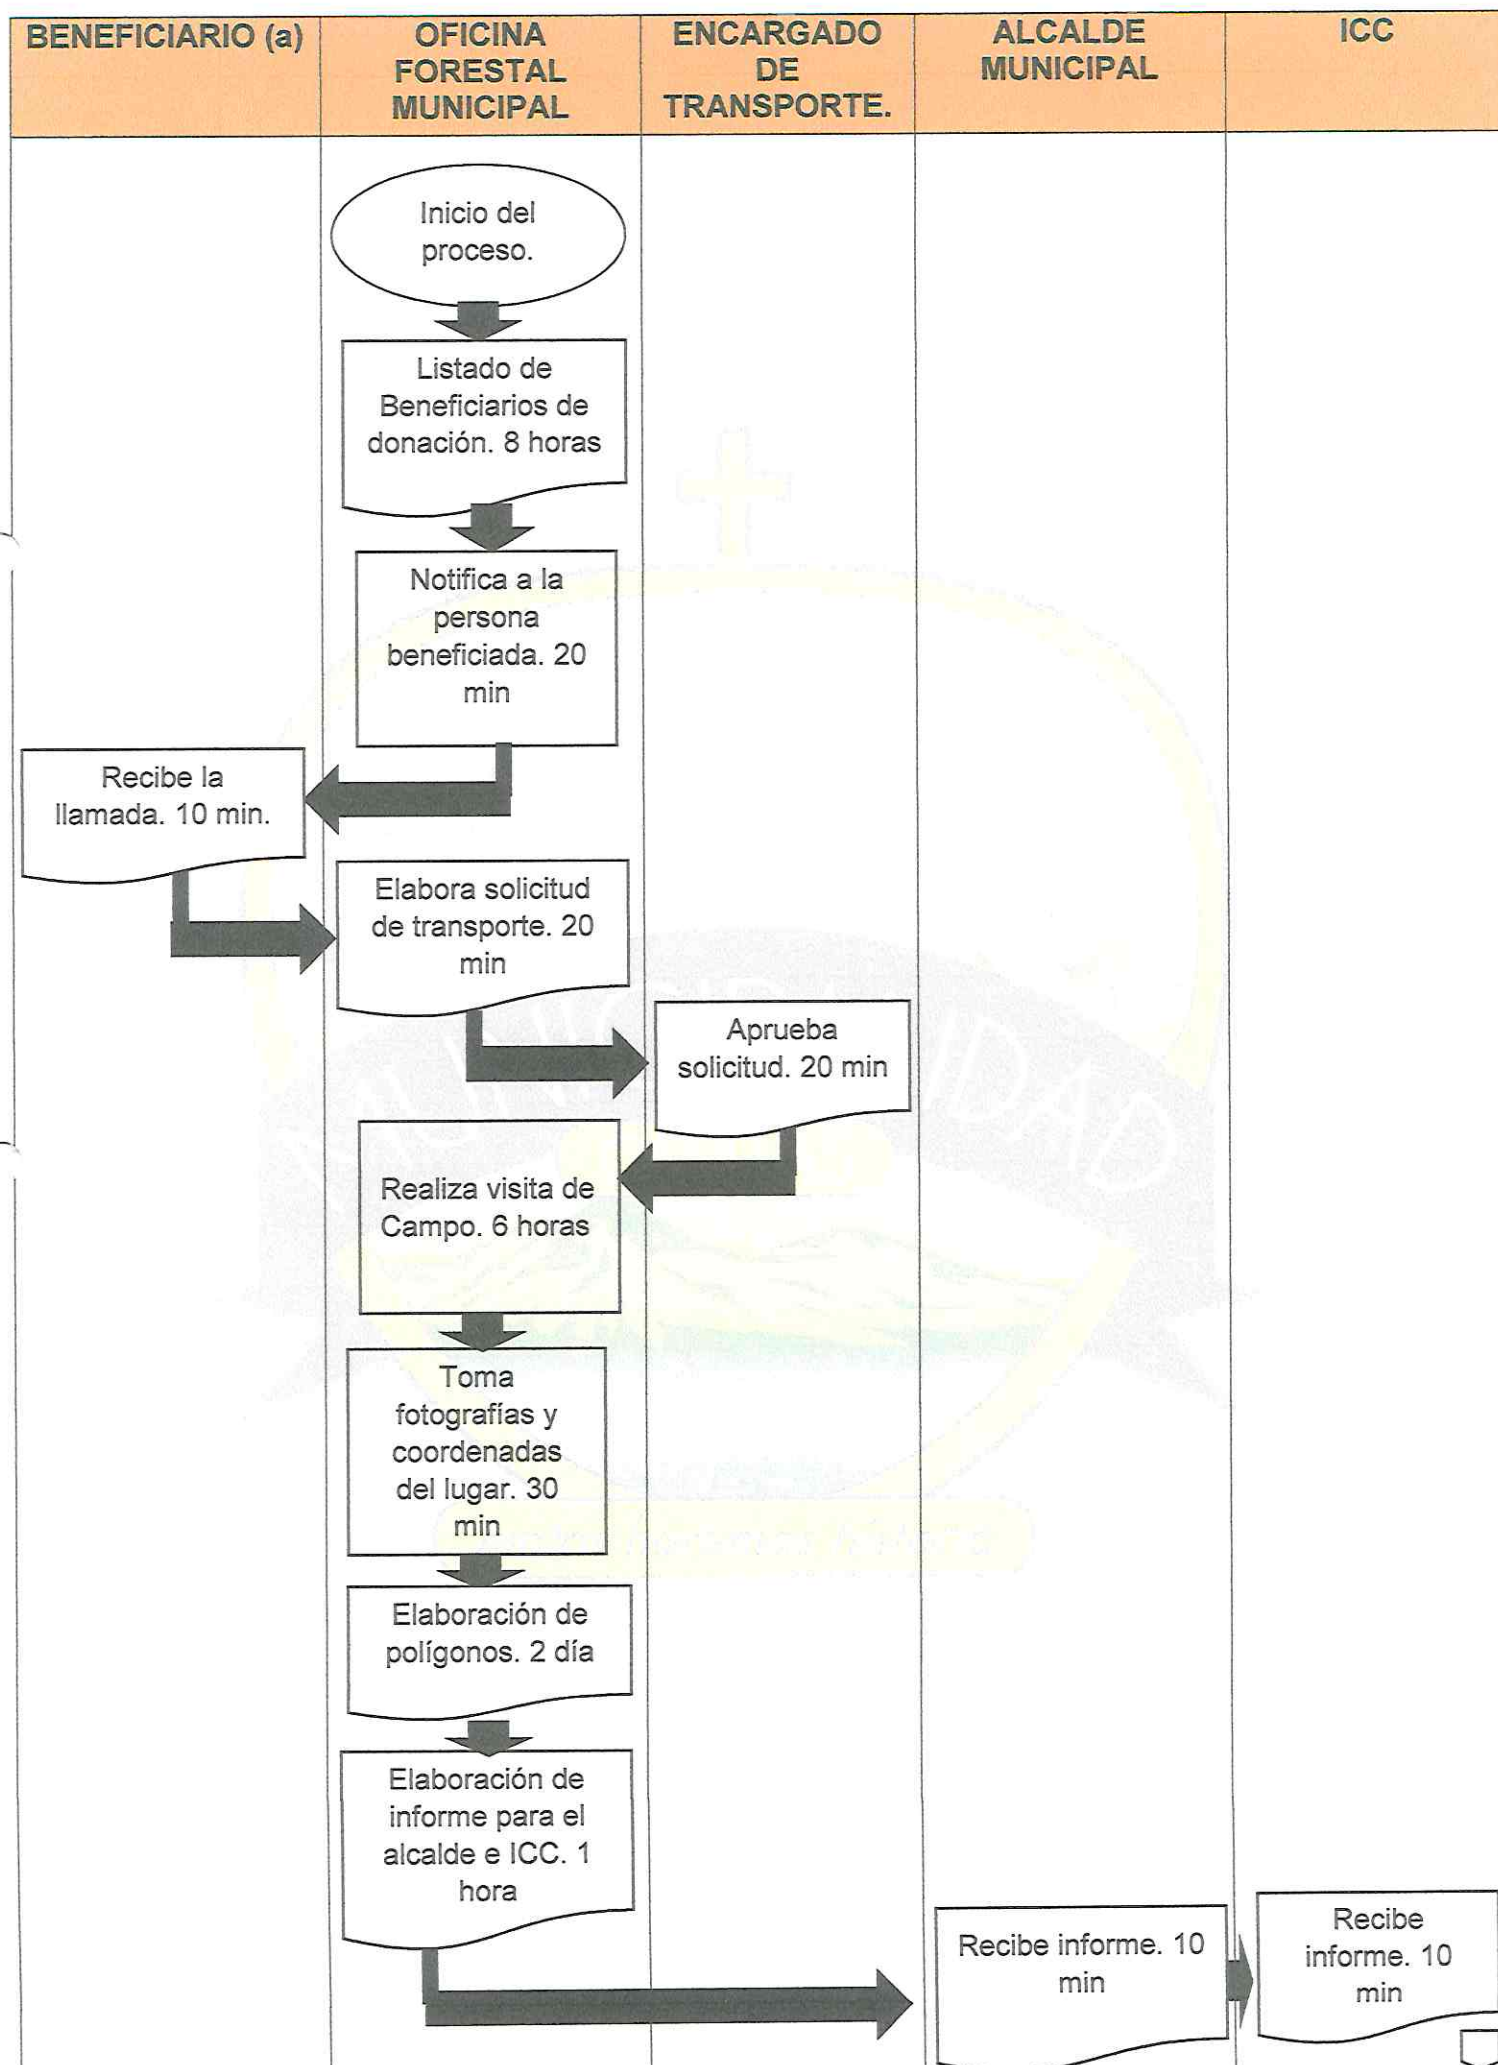 BENEFICIARIO (a)
OFICINA
FORESTAL
MUNICIPAL
ENCARGADO
DE
TRANSPORTE.
ALCALDE
MUNICIPAL
ICC
Inicio del
proceso.
Listado de
Beneficiarios de
donación. 8 horas
Notifica a la
persona
beneficiada. 20
min
Recibe la
llamada. 10 min.
Elabora solicitud
de transporte. 20
min
Aprueba
solicitud. 20 min
Realiza visita de
Campo. 6 horas
Toma
fotografías y
coordenadas
del lugar. 30
min
Elaboración de
polígonos. 2 día
Elaboración de
informe para el
alcalde e ICC. 1
hora
Recibe informe. 10
min
Recibe
informe. 10
min
MUNICIPALIDAD